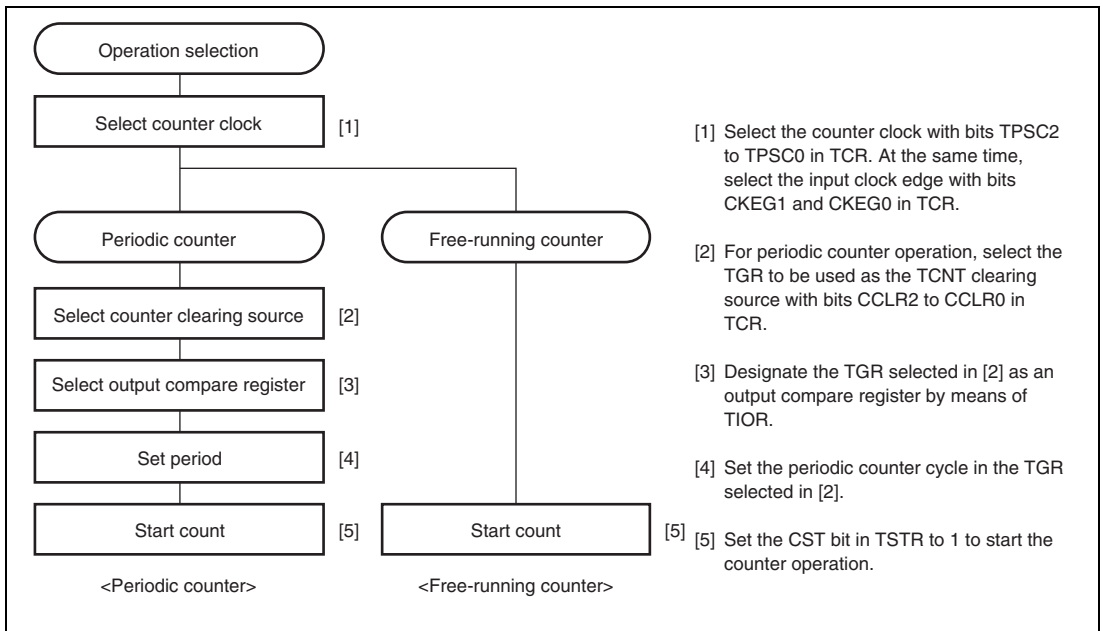 Operation selection
Select counter clock
[1]
Periodic counter
Free-running counter
Select counter clearing source
[2]
Select output compare register
[3]
Set period
[4]
Start count
[5]
Start count
[5]
<Periodic counter>
<Free-running counter>
[1] Select the counter clock with bits TPSC2
to TPSC0 in TCR. At the same time,
select the input clock edge with bits
CKEG1 and CKEG0 in TCR.
[2] For periodic counter operation, select the
TGR to be used as the TCNT clearing
source with bits CCLR2 to CCLR0 in
TCR.
[3] Designate the TGR selected in [2] as an
output compare register by means of
TIOR.
[4] Set the periodic counter cycle in the TGR
selected in [2].
[5] Set the CST bit in TSTR to 1 to start the
counter operation.